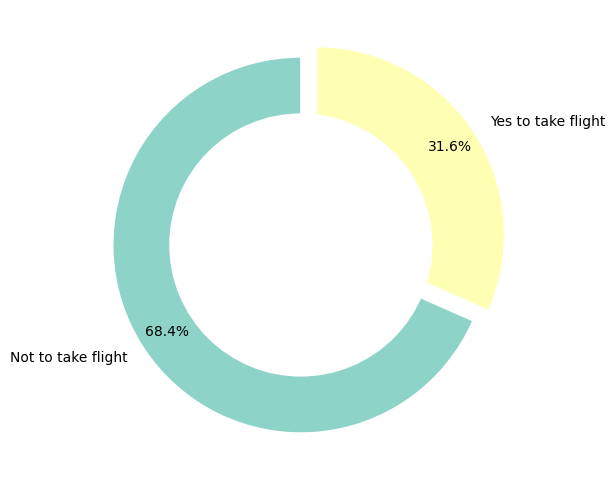 Yes to take flight
31.6%
68.4%
Not to take flight